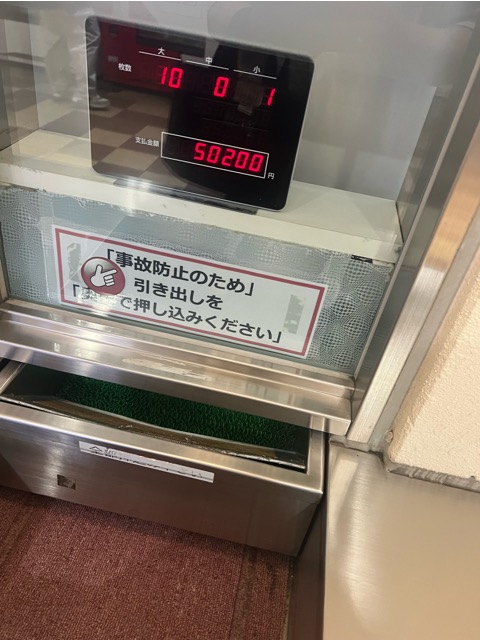 大 中 小
枚数 10 0 1
支払金額 50200 円
「事故防止のため」
引き出しを
で押し込みください」